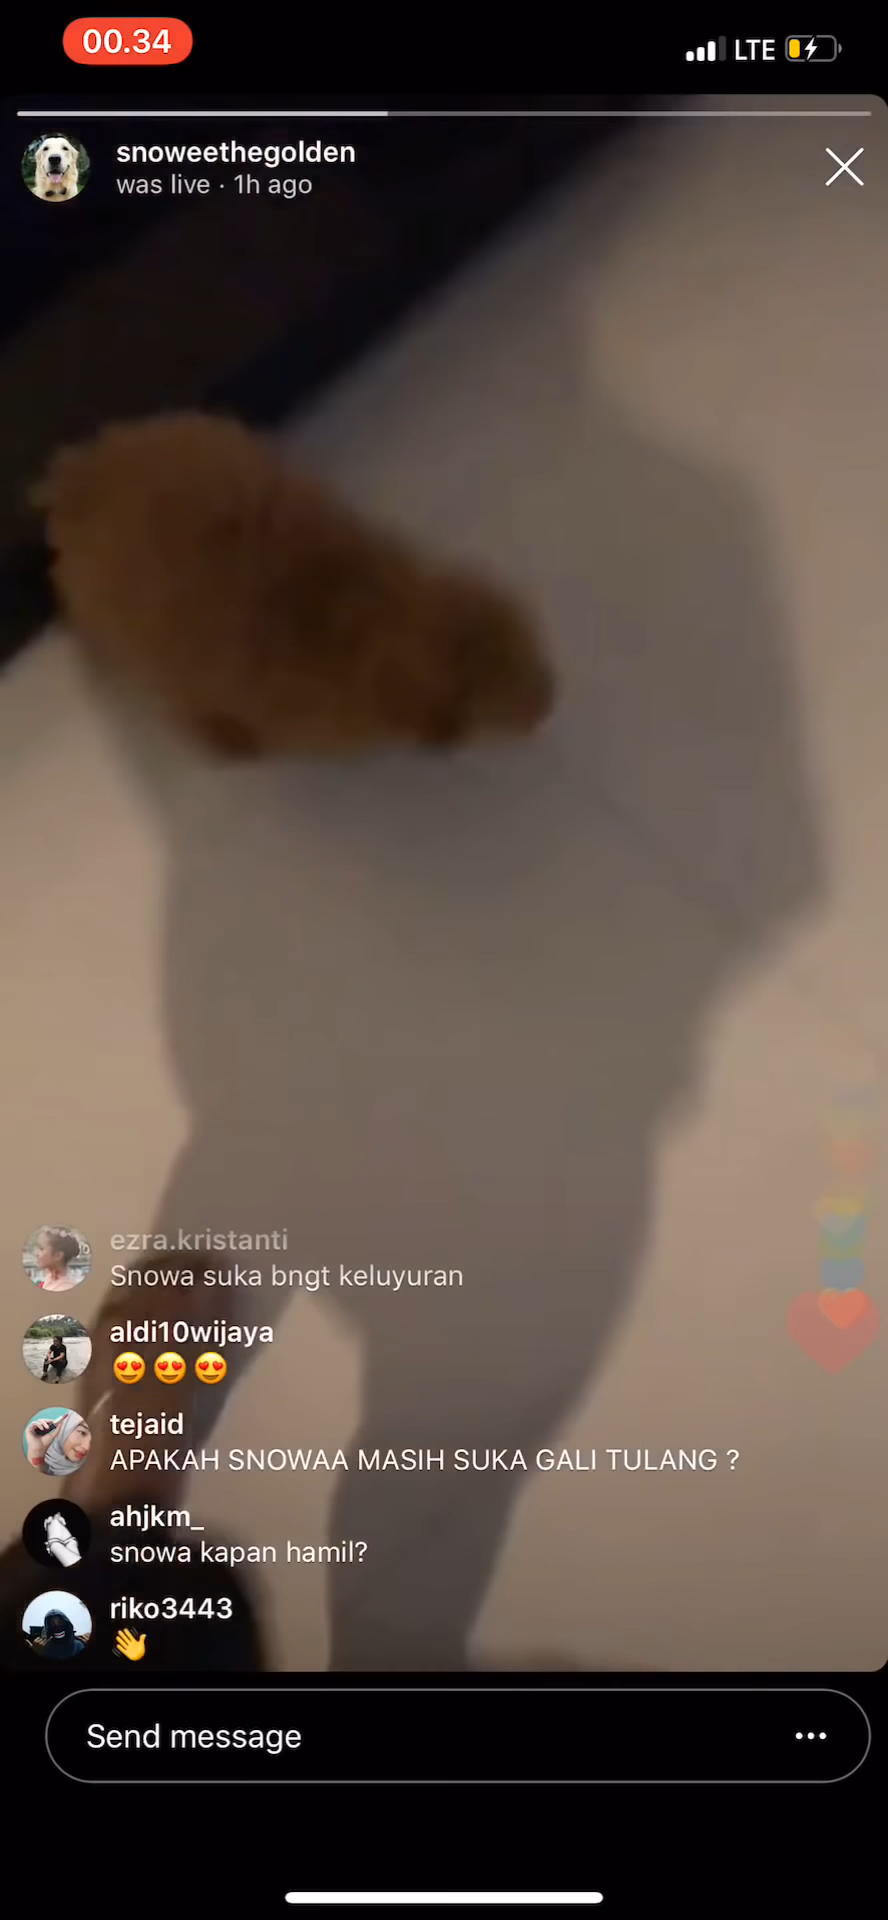 00.34
LTE
snoweethegolden
was live · 1h ago
ezra.kristanti
Snowa suka bngt keluyuran
aldi10wijaya
😍 😍 😍
tejaid
APAKAH SNOWAA MASIH SUKA GALI TULANG ?
ahjkm_
snowa kapan hamil?
riko3443
👋
Send message